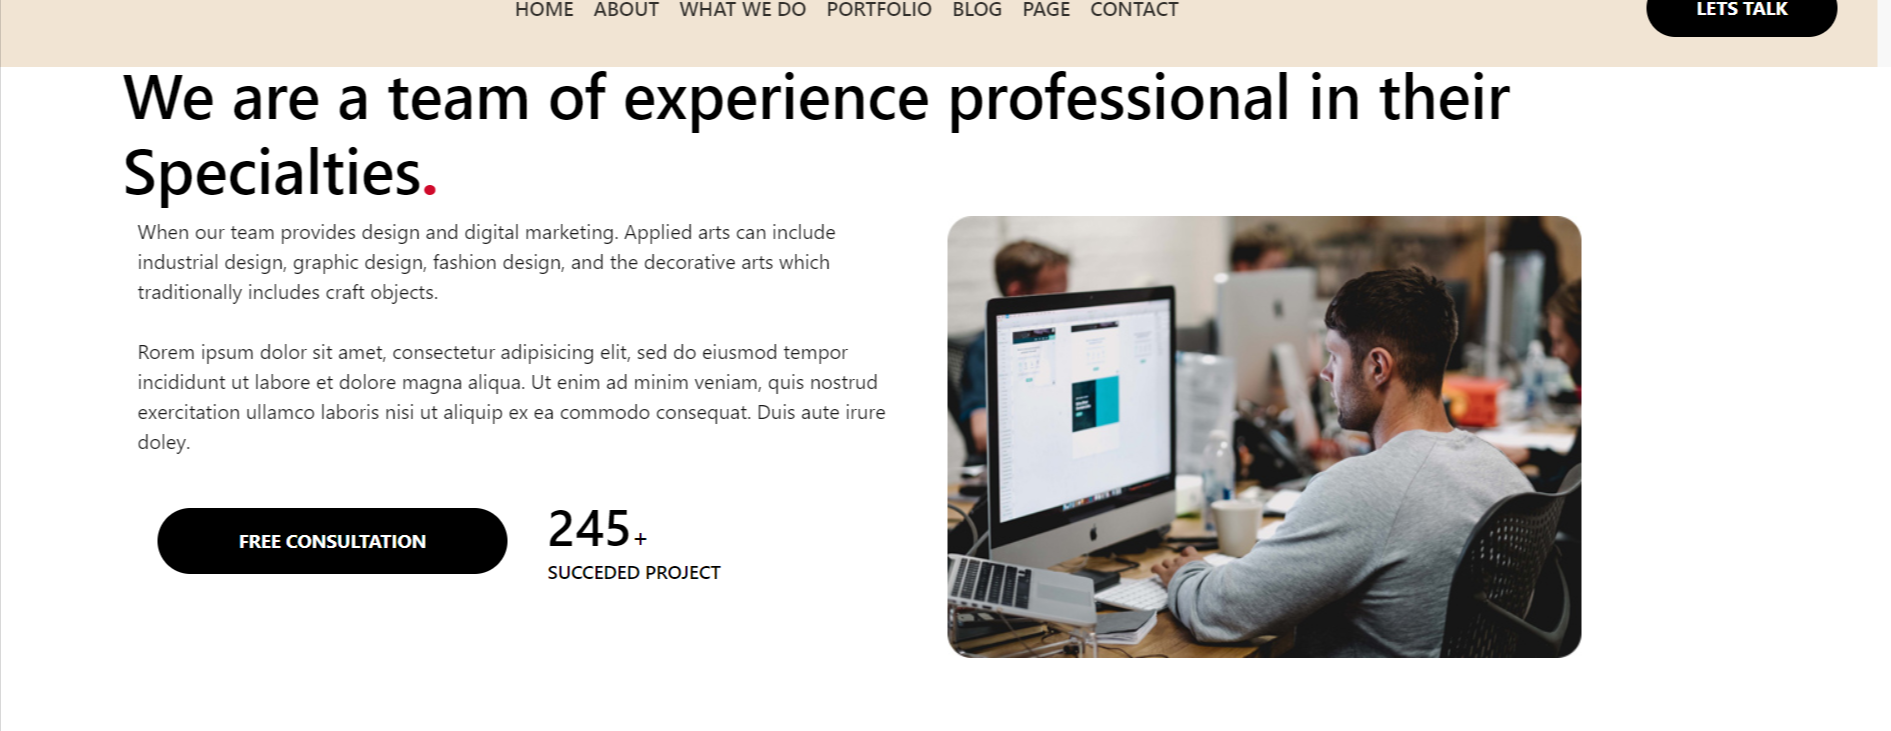 HOME ABOUT WHAT WE DO PORTFOLIO BLOG PAGE CONTACT LETS TALK
We are a team of experience professional in their
Specialties.
When our team provides design and digital marketing. Applied arts can include
industrial design, graphic design, fashion design, and the decorative arts which
traditionally includes craft objects.
Rorem ipsum dolor sit amet, consectetur adipisicing elit, sed do eiusmod tempor
incididunt ut labore et dolore magna aliqua. Ut enim ad minim veniam, quis nostrud
exercitation ullamco laboris nisi ut aliquip ex ea commodo consequat. Duis aute irure
doley.
FREE CONSULTATION
245+
SUCCEDED PROJECT